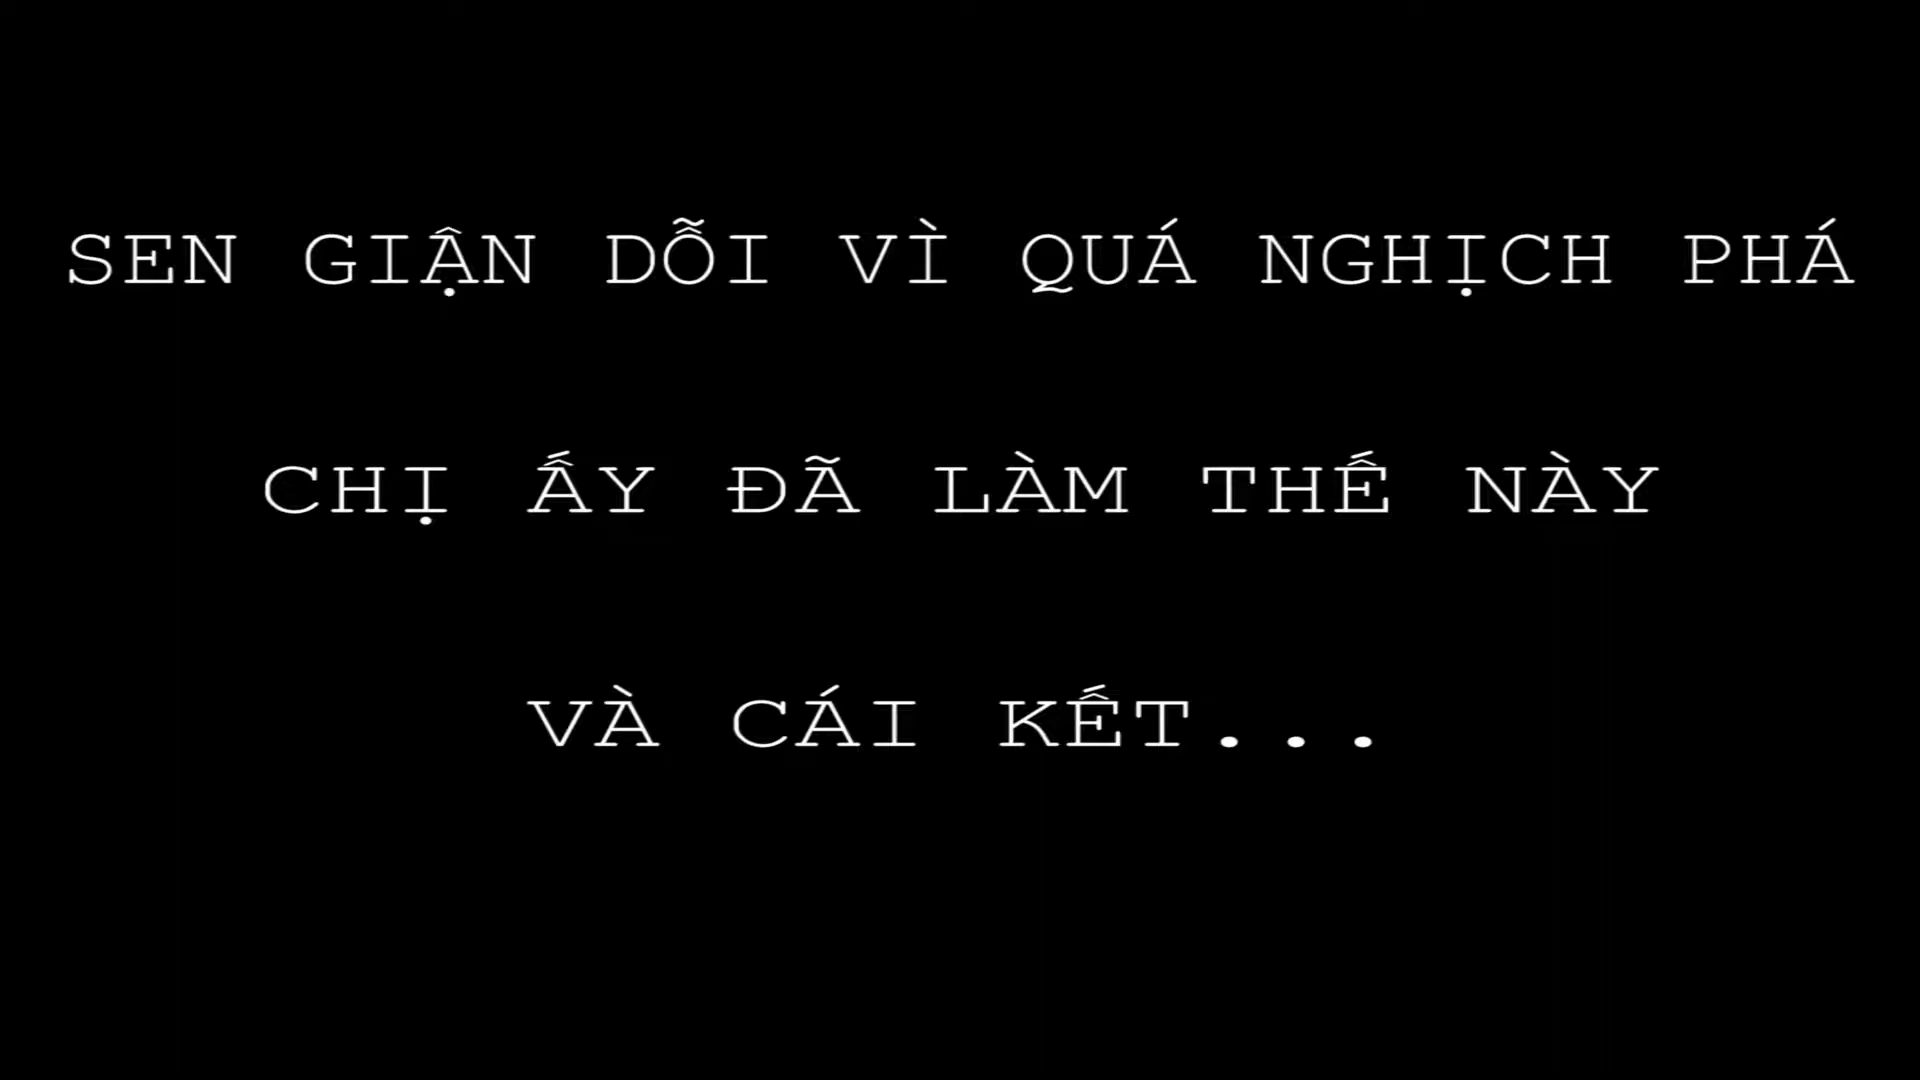 SEN GIẬN DỖI VÌ QUÁ NGHỊCH PHÁ
CHỊ ẤY ĐÃ LÀM THẾ NÀY
VÀ CÁI KẾT...